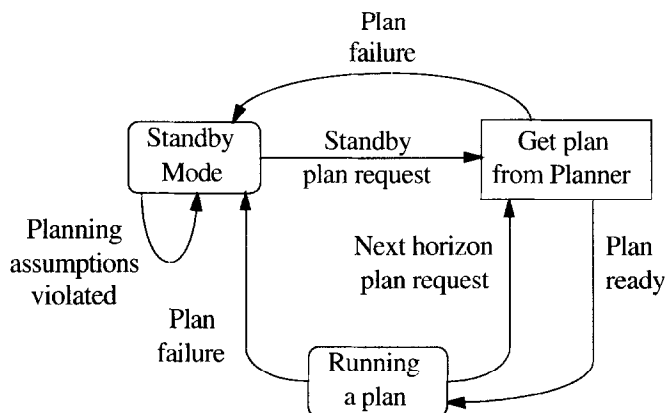 Plan
failure
Standby
Mode
Standby
plan request
Get plan
from Planner
Planning
assumptions
violated
Next horizon
plan request
Plan
ready
Plan
failure
Running
a plan